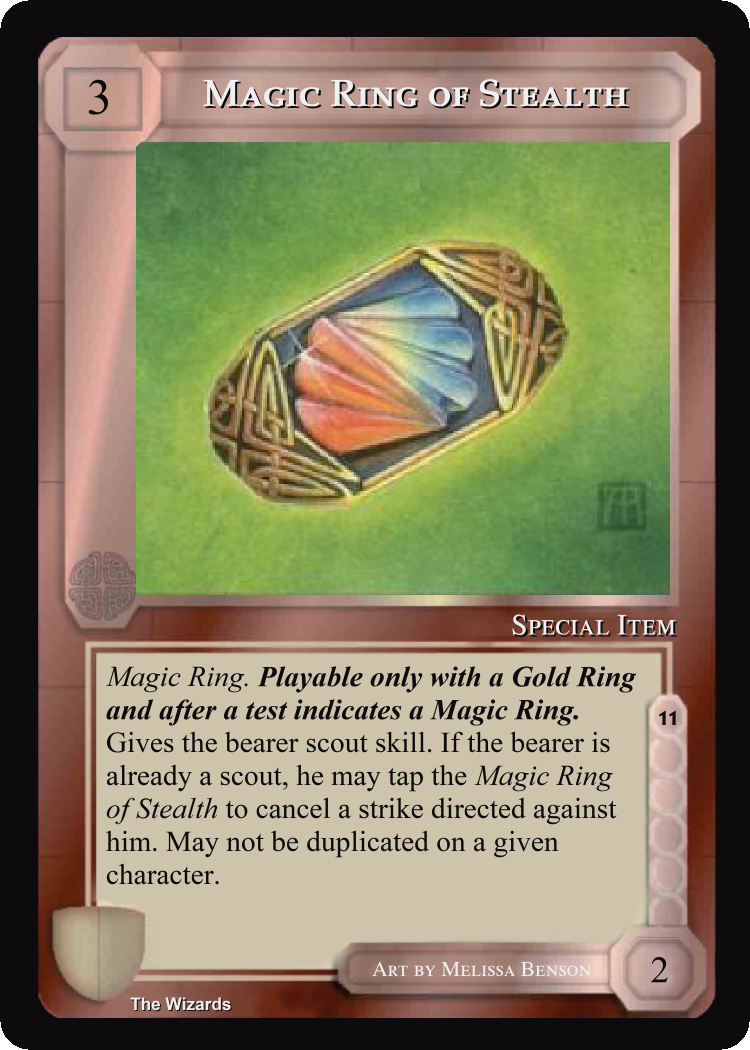 3
Magic Ring of Stealth
Special Item
Magic Ring. Playable only with a Gold Ring
and after a test indicates a Magic Ring.
Gives the bearer scout skill. If the bearer is
already a scout, he may tap the Magic Ring
of Stealth to cancel a strike directed against
him. May not be duplicated on a given
character.
11
Art by Melissa Benson
2
The Wizards